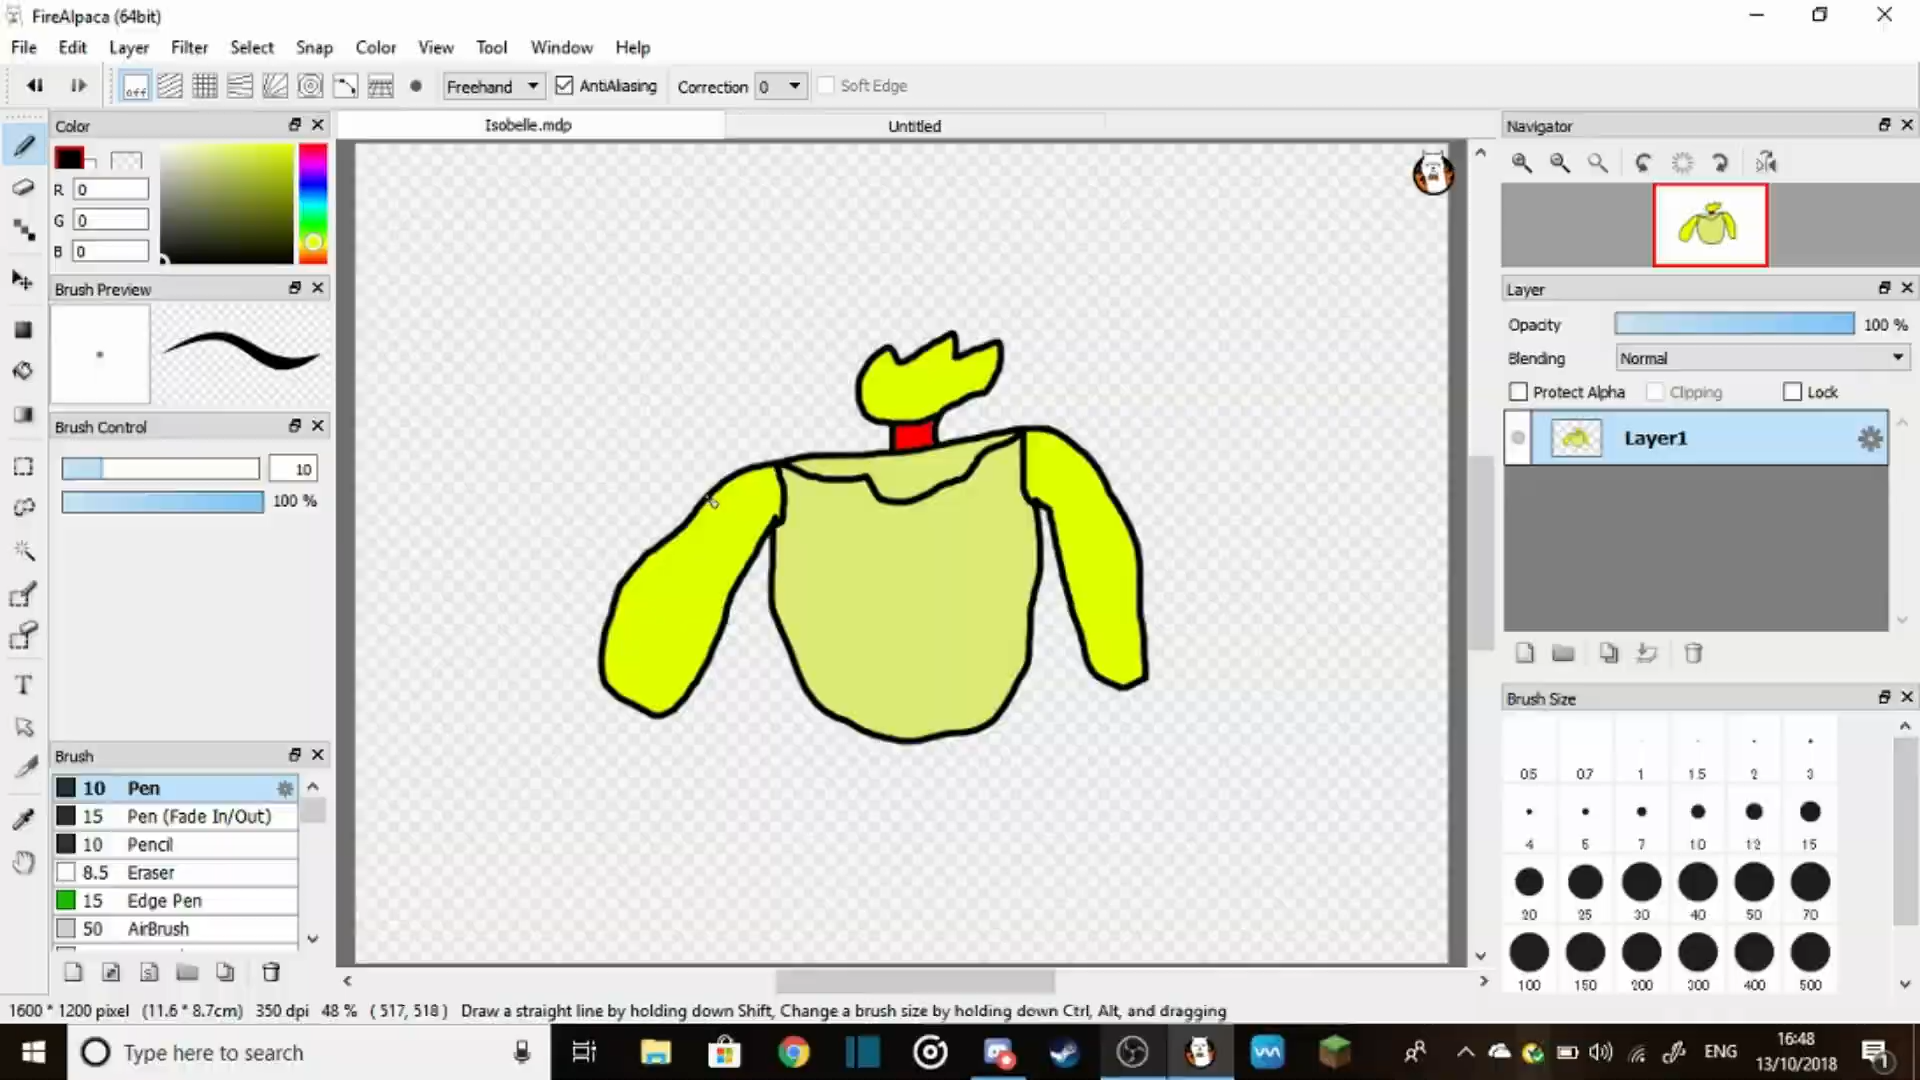 FireAlpaca (64bit)
File Edit Layer Filter Select Snap Color View Tool Window Help
off Freehand AntiAliasing Correction 0 Soft Edge
Color
Isobelle.mdp Untitled
Navigator
R 0
G 0
B 0
Brush Preview
Layer
Opacity 100 %
Blending Normal
Protect Alpha Clipping Lock
Layer1
Brush Control
10
100 %
Brush Size
0.5 0.7 1 1.5 2 3
4 5 7 10 12 15
20 25 30 40 50 70
100 150 200 300 400 500
Brush
10 Pen
15 Pen (Fade In/Out)
10 Pencil
8.5 Eraser
15 Edge Pen
50 AirBrush
1600 * 1200 pixel (11.6 * 8.7cm) 350 dpi 48 % ( 517, 518 ) Draw a straight line by holding down Shift, Change a brush size by holding down Ctrl, Alt, and dragging
Type here to search
ENG
16:48
13/10/2018
1